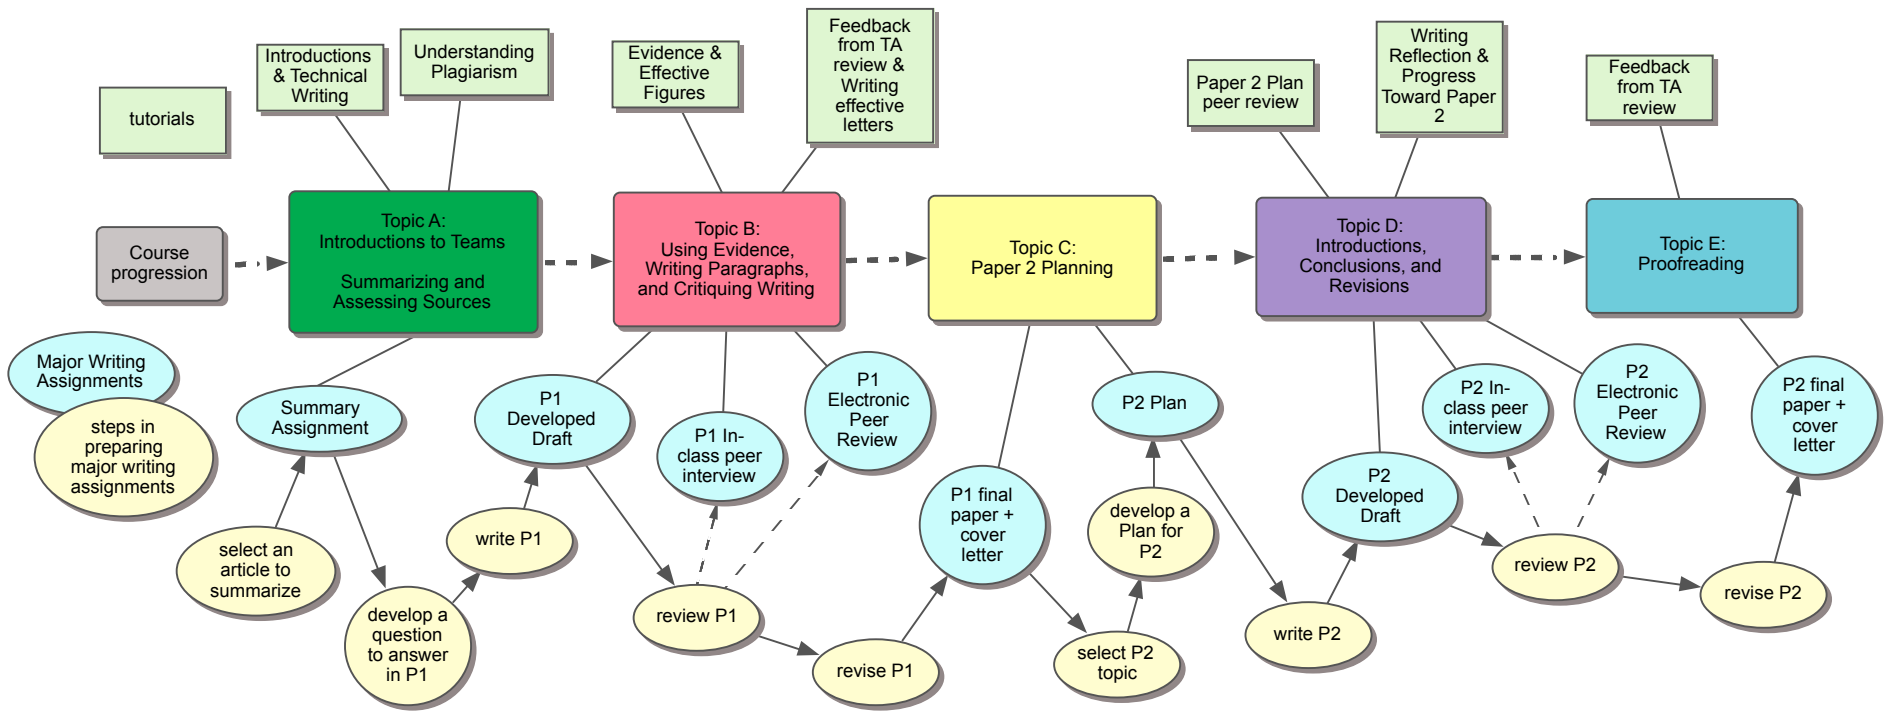 tutorials
Introductions
& Technical
Writing
Understanding
Plagiarism
Evidence &
Effective
Figures
Feedback
from TA
review &
Writing
effective
letters
Paper 2 Plan
peer review
Writing
Reflection &
Progress
Toward Paper
2
Feedback
from TA
review
Course
progression
Topic A:
Introductions to Teams
Summarizing and
Assessing Sources
Topic B:
Using Evidence,
Writing Paragraphs,
and Critiquing Writing
Topic C:
Paper 2 Planning
Topic D:
Introductions,
Conclusions, and
Revisions
Topic E:
Proofreading
Major Writing
Assignments
steps in
preparing
major writing
assignments
Summary
Assignment
select an
article to
summarize
develop a
question
to answer
in P1
write P1
P1
Developed
Draft
P1 In-
class peer
interview
P1
Electronic
Peer
Review
review P1
revise P1
P1 final
paper +
cover
letter
select P2
topic
develop a
Plan for
P2
P2 Plan
write P2
P2
Developed
Draft
P2 In-
class peer
interview
P2
Electronic
Peer
Review
review P2
revise P2
P2 final
paper +
cover
letter